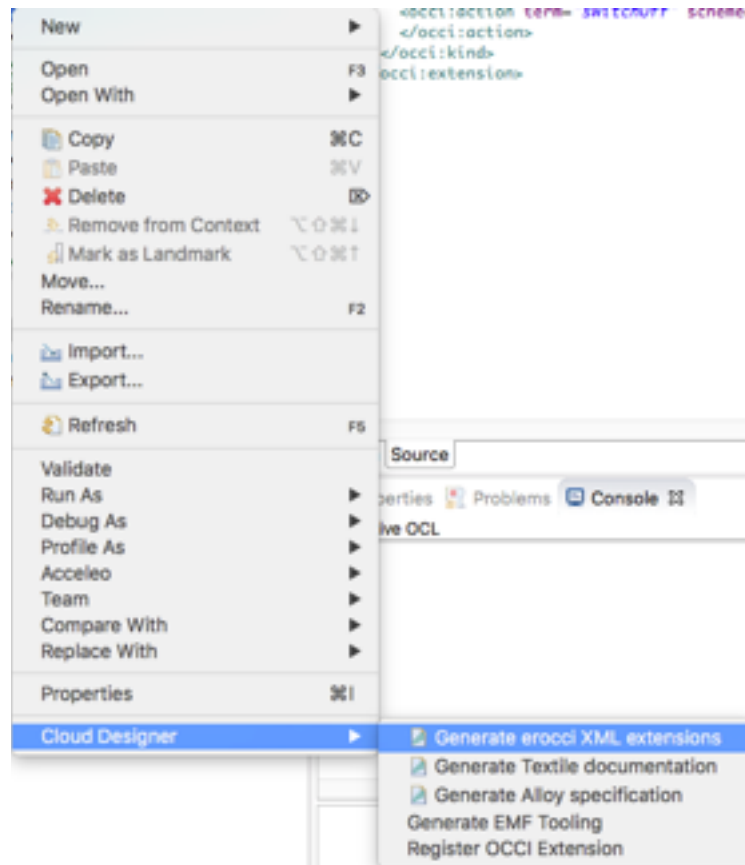 New
Open F3
Open With
Copy ⌘C
Paste ⌘V
Delete ⌦
Remove from Context ⌥⇧⌘↓
Mark as Landmark ⌥⇧⌘↑
Move...
Rename... F2
Import...
Export...
Refresh F5
Validate
Run As
Debug As
Profile As
Acceleo
Team
Compare With
Replace With
Properties ⌘I
Cloud Designer
Generate erocci XML extensions
Generate Textile documentation
Generate Alloy specification
Generate EMF Tooling
Register OCCI Extension
<occi:action term="switchOff" scheme
</occi:action>
</occi:kind>
occi:extension>
Source
perties Problems Console
ive OCL